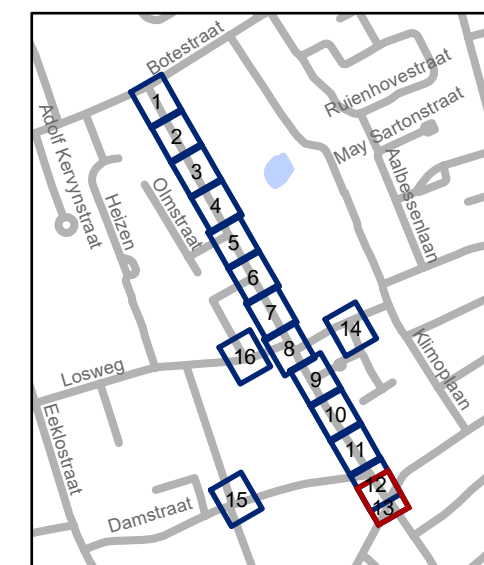 Botestraat
Ruienhovestraat
May Sartonstraat
Adolf Kervynstraat
Aalbessenlaan
Heizen
Olmstraat
1
2
3
4
5
6
7
8
14
16
Klimoplaan
Losweg
9
10
11
Eeklostraat
12
13
15
Damstraat